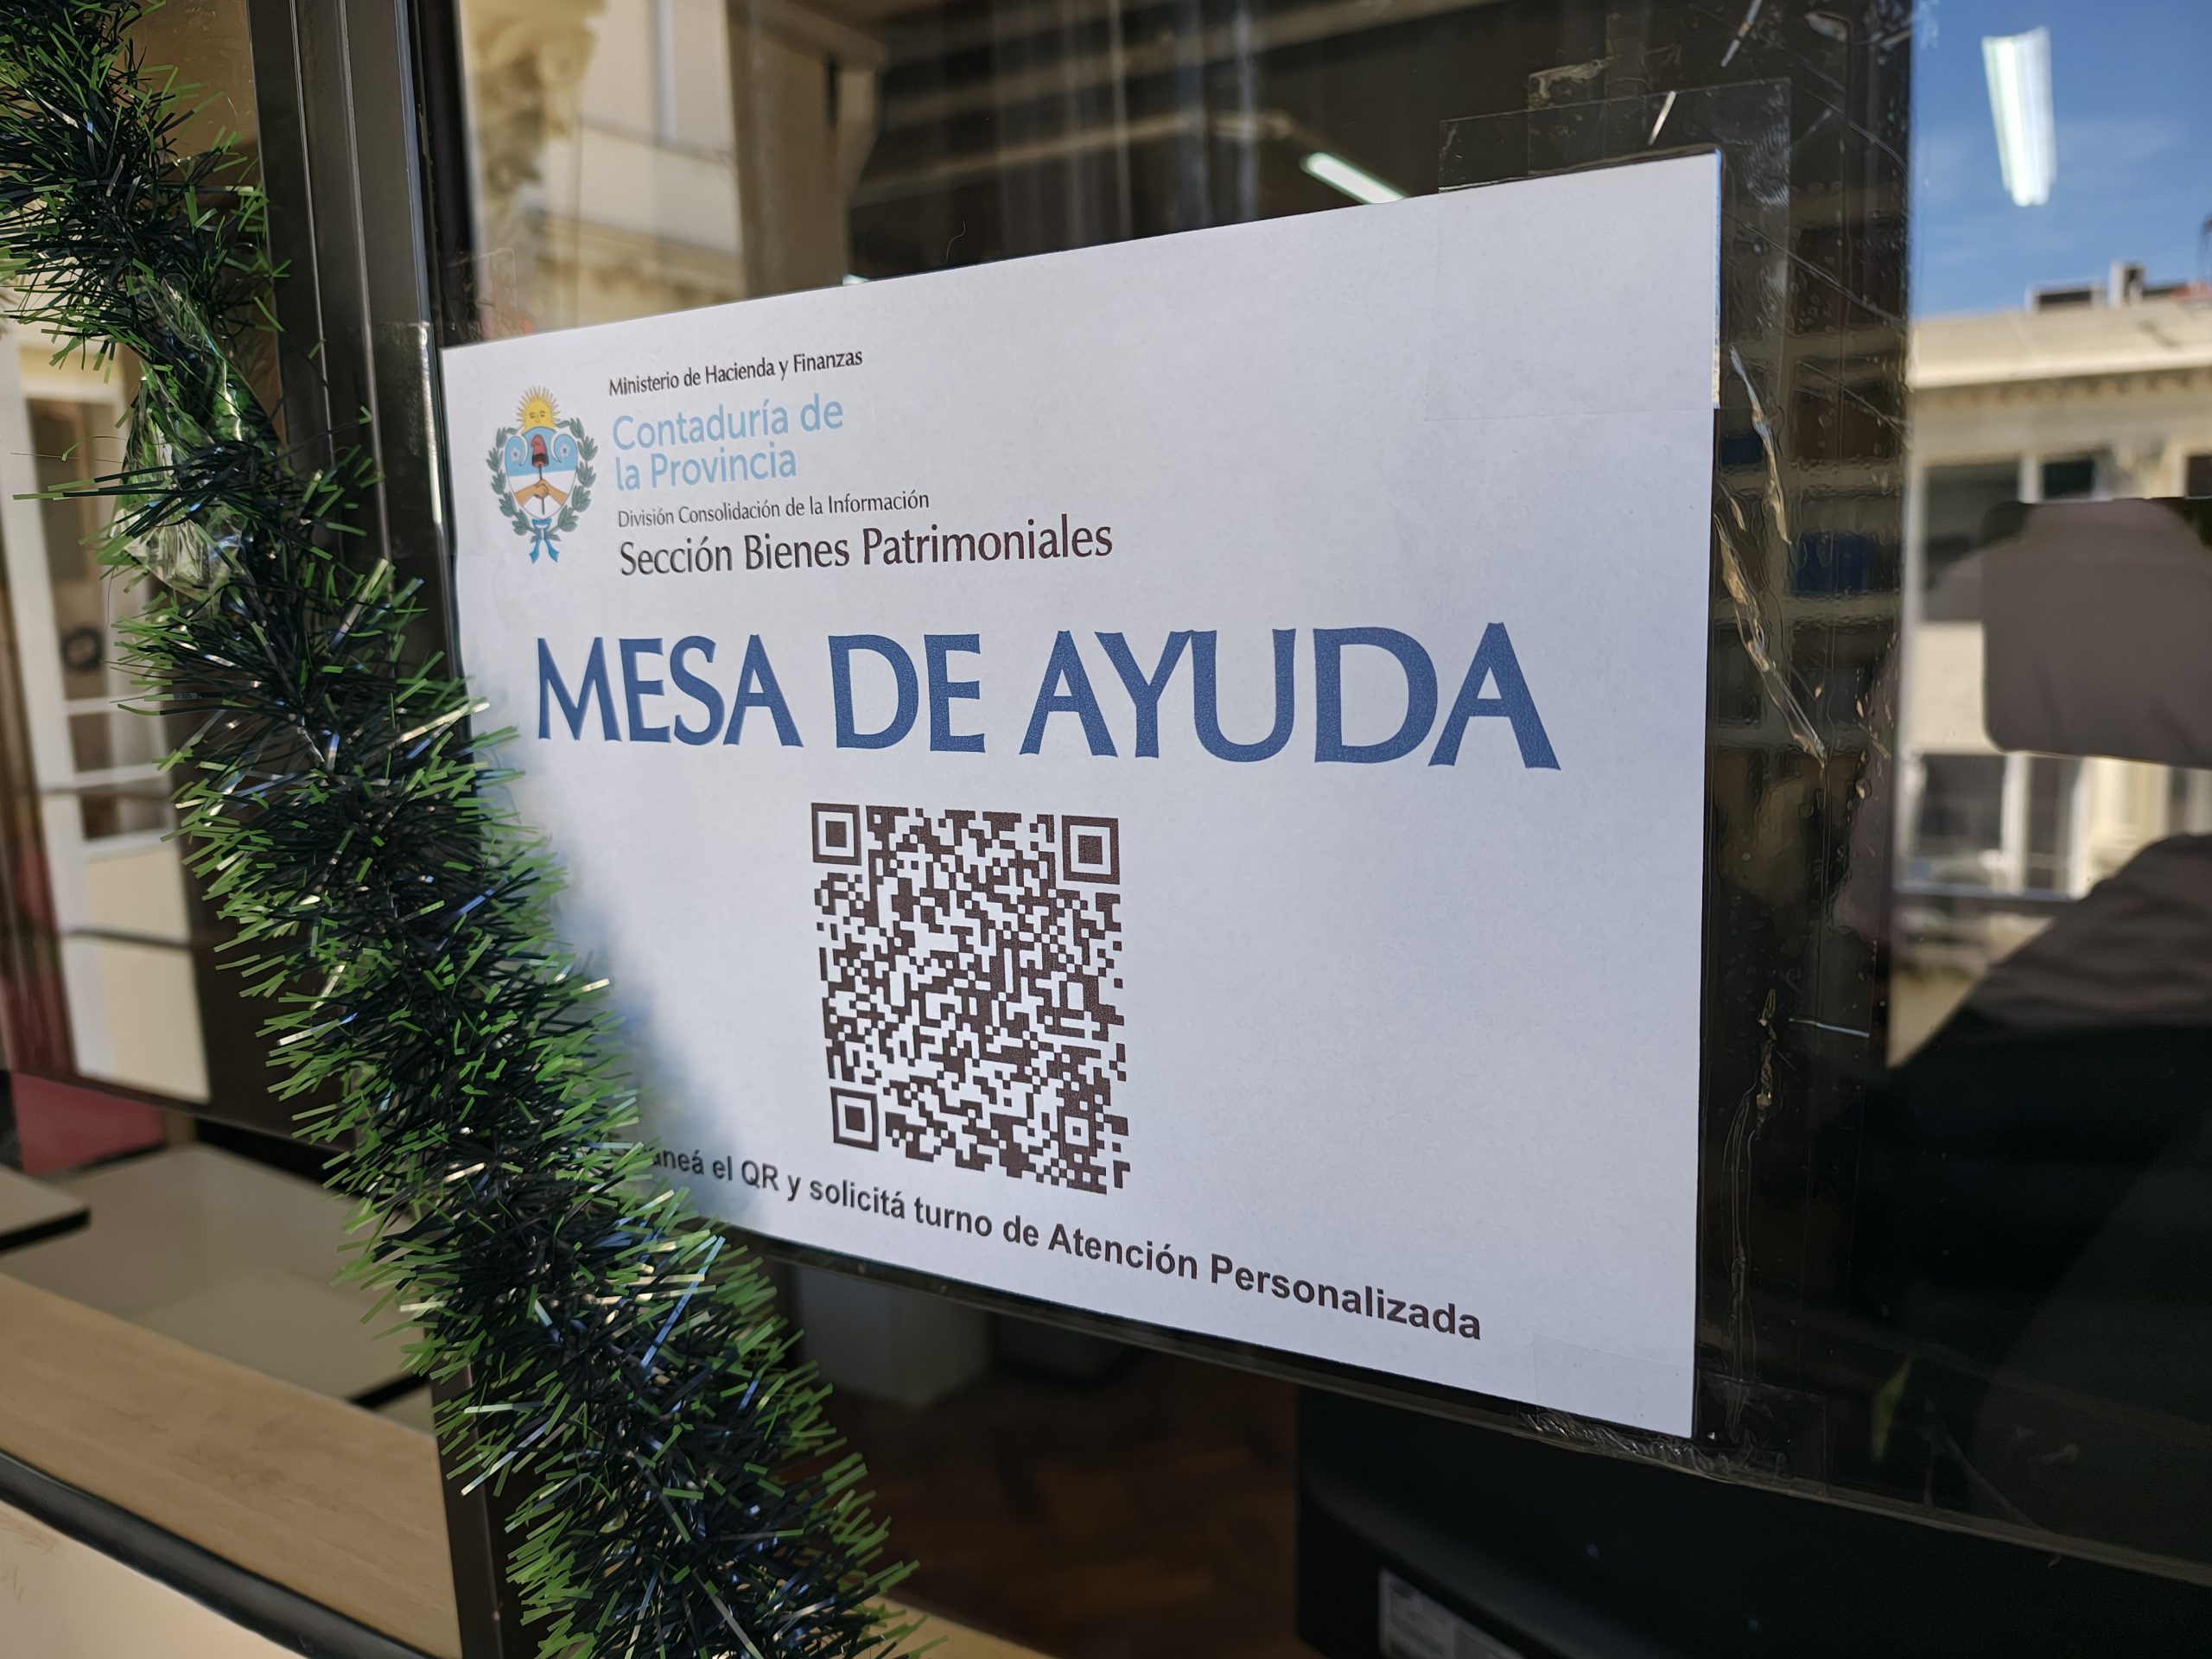 Ministerio de Hacienda y Finanzas
Contaduría de
la Provincia
División Consolidación de la Información
Sección Bienes Patrimoniales
MESA DE AYUDA
el QR y solicitá turno de Atención Personalizada